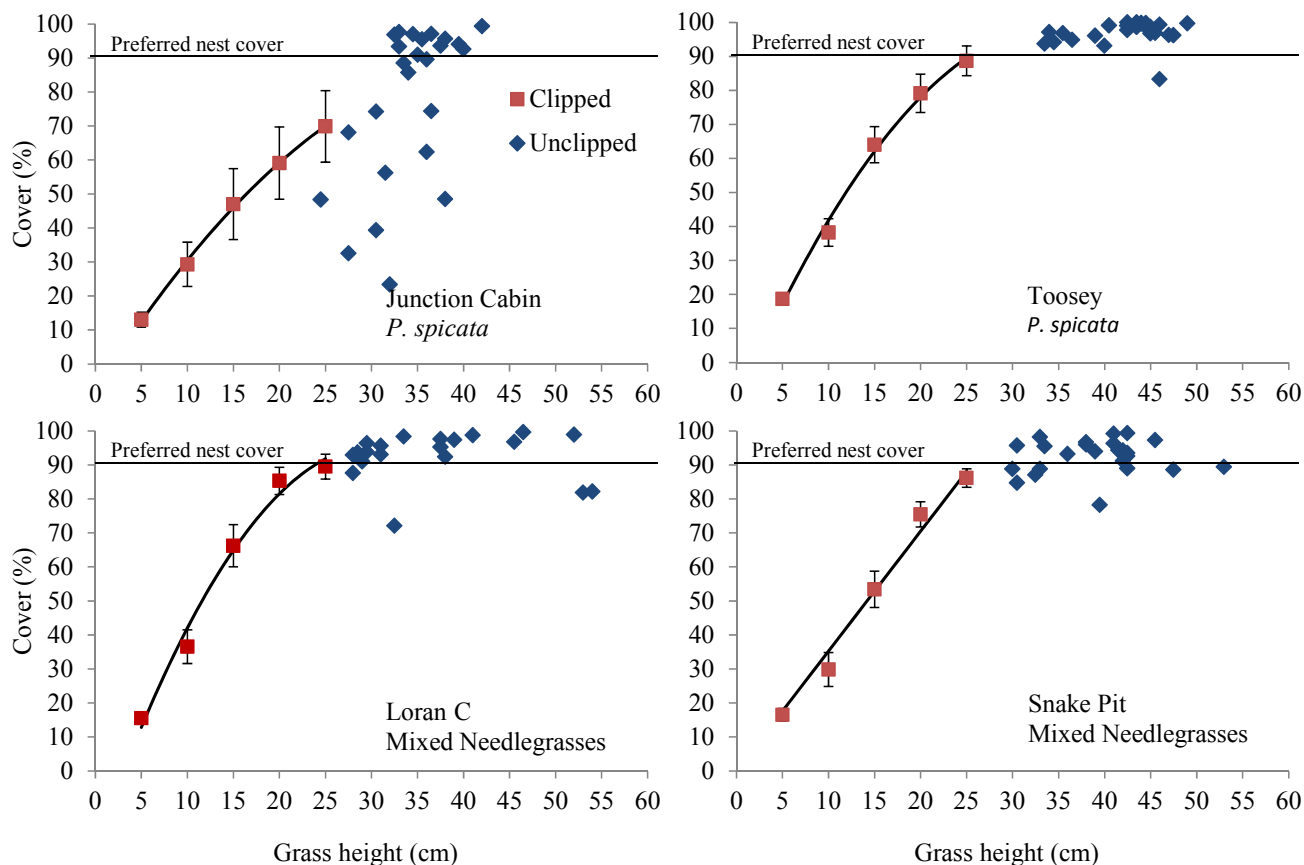 100
90
80
70
60
50
40
30
20
10
0
Cover (%)
Preferred nest cover
Clipped
Unclipped
Junction Cabin
P. spicata
0 5 10 15 20 25 30 35 40 45 50 55 60
100
90
80
70
60
50
40
30
20
10
0
Preferred nest cover
Toosey
P. spicata
0 5 10 15 20 25 30 35 40 45 50 55 60
100
90
80
70
60
50
40
30
20
10
0
Cover (%)
Preferred nest cover
Loran C
Mixed Needlegrasses
0 5 10 15 20 25 30 35 40 45 50 55 60
Grass height (cm)
100
90
80
70
60
50
40
30
20
10
0
Preferred nest cover
Snake Pit
Mixed Needlegrasses
0 5 10 15 20 25 30 35 40 45 50 55 60
Grass height (cm)